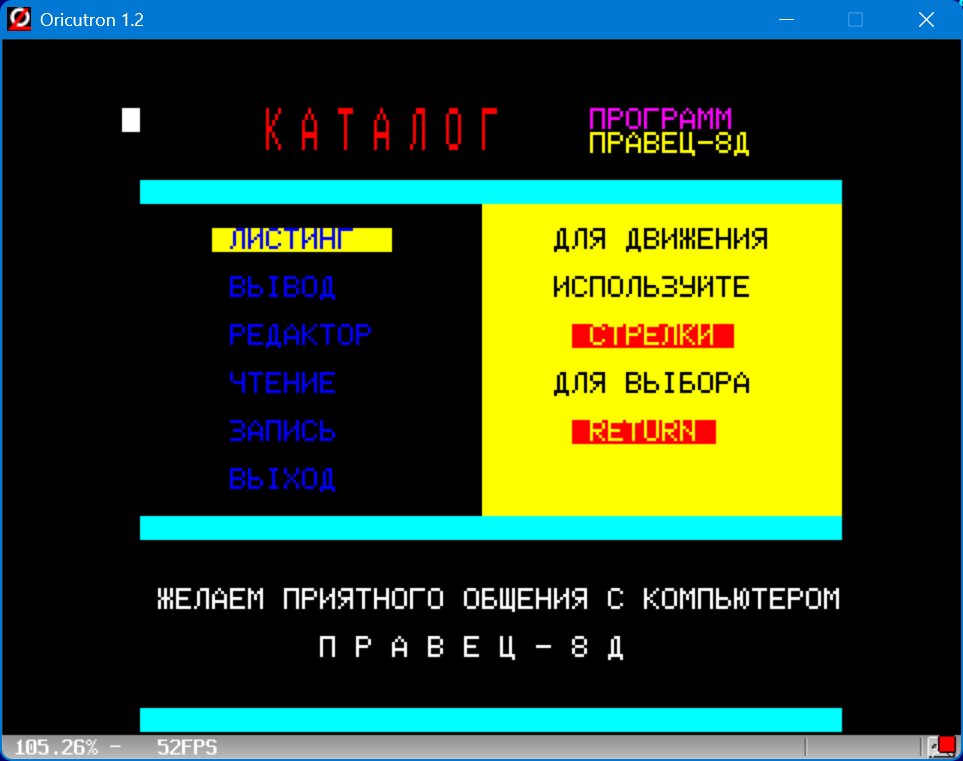 Oricutron 1.2
КАТАЛОГ
ПРОГРАММ
ПРАВЕЦ-8Д
ЛИСТИНГ
ВЫВОД
РЕДАКТОР
ЧТЕНИЕ
ЗАПИСЬ
ВЫХОД
ДЛЯ ДВИЖЕНИЯ
ИСПОЛЬЗУЙТЕ
СТРЕЛКИ
ДЛЯ ВЫБОРА
RETURN
ЖЕЛАЕМ ПРИЯТНОГО ОБЩЕНИЯ С КОМПЬЮТЕРОМ
П Р А В Е Ц - 8 Д
105.26% - 52FPS